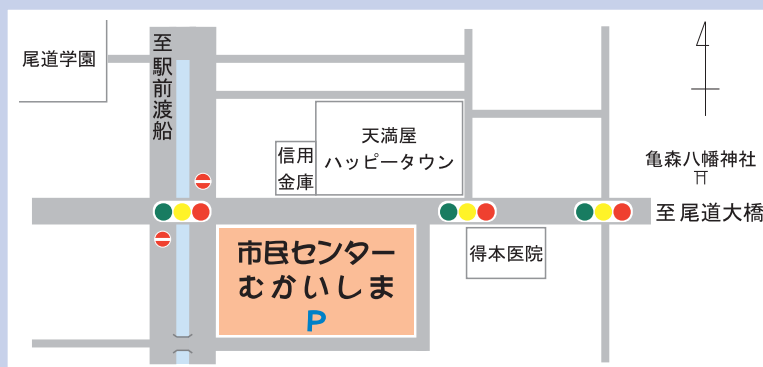 尾道学園
至駅前渡船
天満屋
ハッピータウン
信用
金庫
亀森八幡神社
至 尾道大橋
市民センター
むかいしま
P
得本医院